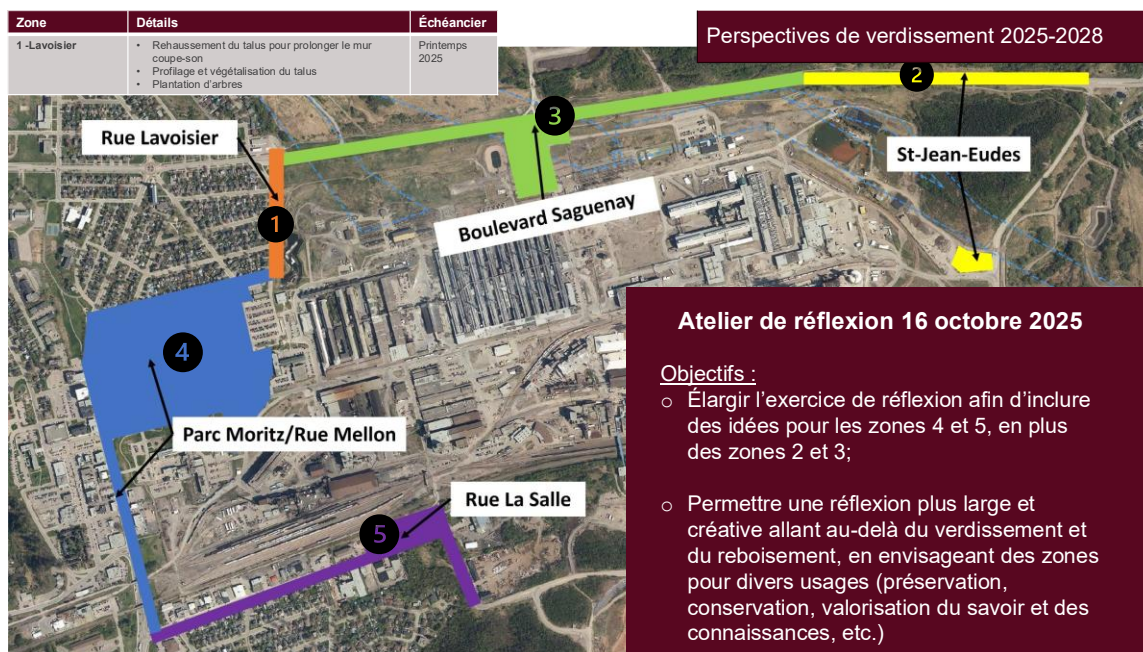 Zone Détails Échéancier
1 -Lavoisier
• Rehaussement du talus pour prolonger le mur
coupe-son
• Profilage et végétalisation du talus
• Plantation d'arbres
Printemps
2025
Perspectives de verdissement 2025-2028
2
3
Rue Lavoisier
St-Jean-Eudes
1
Boulevard Saguenay
4
Parc Moritz/Rue Mellon
Rue La Salle
5
Atelier de réflexion 16 octobre 2025
Objectifs :
o Élargir l'exercice de réflexion afin d'inclure
des idées pour les zones 4 et 5, en plus
des zones 2 et 3;
o Permettre une réflexion plus large et
créative allant au-delà du verdissement et
du reboisement, en envisageant des zones
pour divers usages (préservation,
conservation, valorisation du savoir et des
connaissances, etc.)